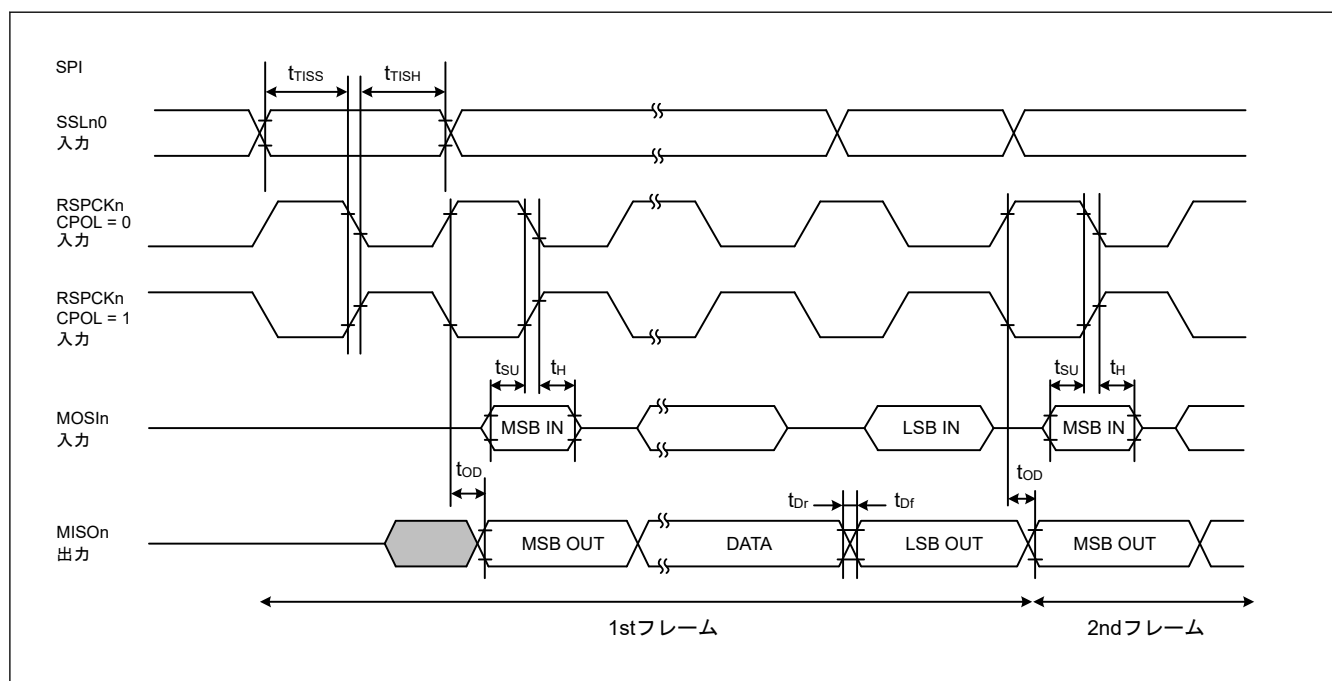 SPI
tTISS
tTISH
SSLn0
入力
RSPCKn
CPOL = 0
入力
RSPCKn
CPOL = 1
入力
tSU
tH
tSU
tH
MOSIn
入力
MSB IN
LSB IN
MSB IN
tOD
tDr
tDf
tOD
MISOn
出力
MSB OUT
DATA
LSB OUT
MSB OUT
1stフレーム
2ndフレーム